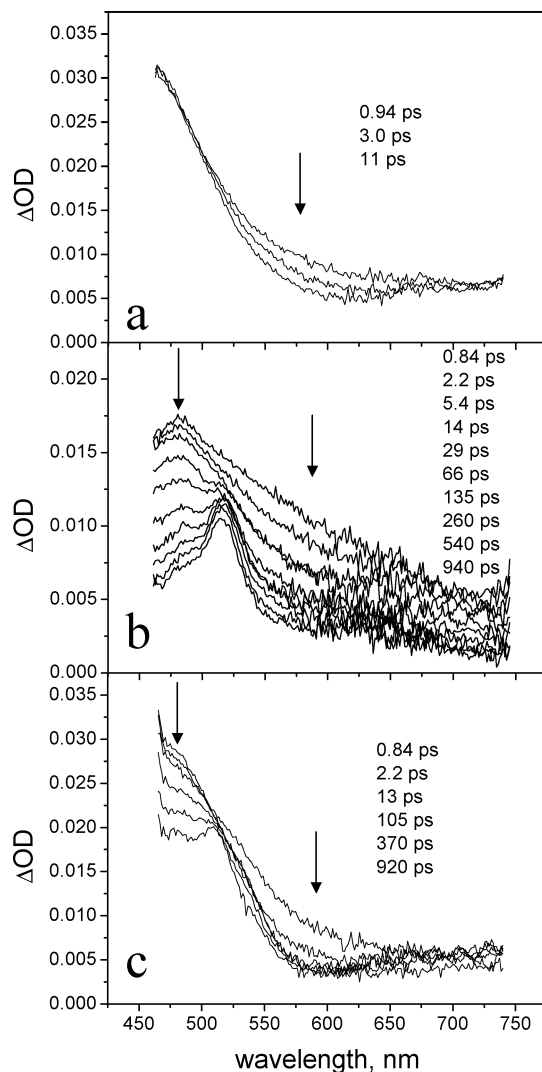 0.035
0.030
0.025
0.020
0.015
0.010
0.005
0.000
ΔOD
0.94 ps
3.0 ps
11 ps
a
0.020
0.015
0.010
0.005
0.000
ΔOD
0.84 ps
2.2 ps
5.4 ps
14 ps
29 ps
66 ps
135 ps
260 ps
540 ps
940 ps
b
0.035
0.030
0.025
0.020
0.015
0.010
0.005
0.000
ΔOD
0.84 ps
2.2 ps
13 ps
105 ps
370 ps
920 ps
c
450 500 550 600 650 700 750
wavelength, nm